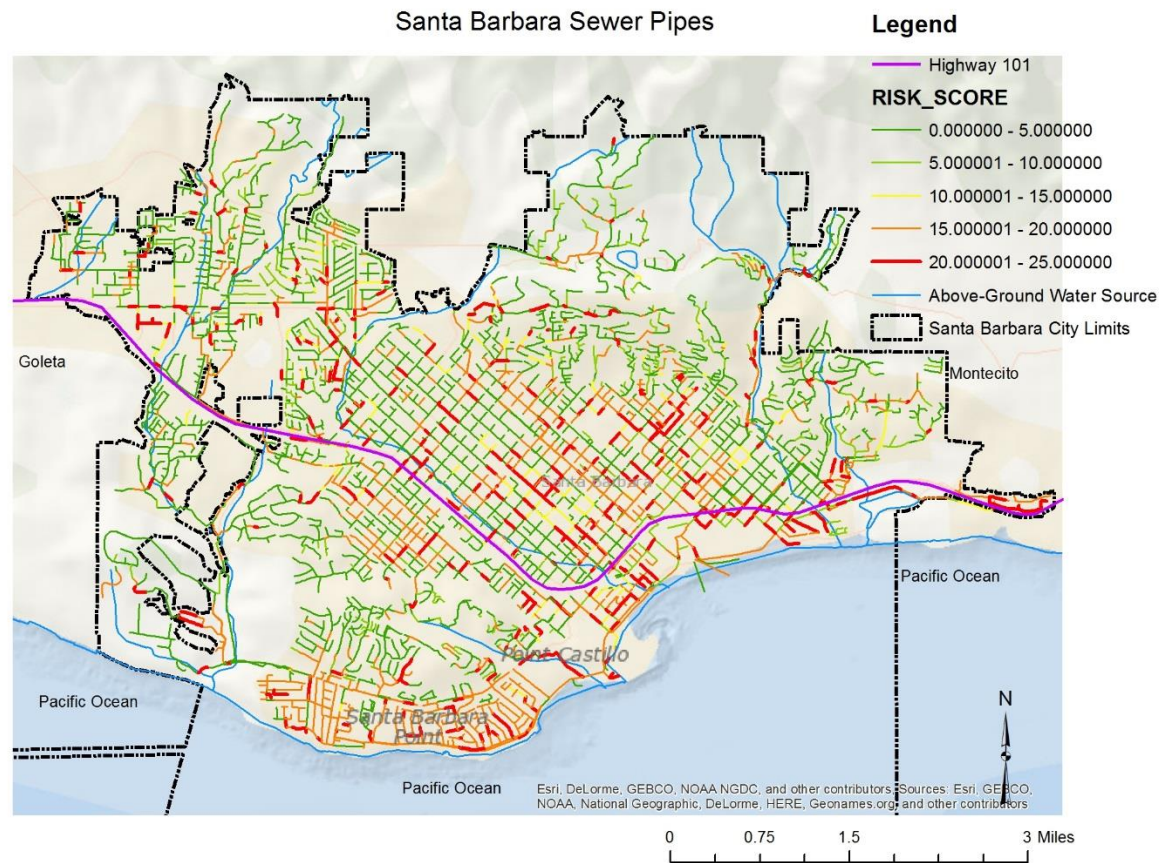 Santa Barbara Sewer Pipes
Legend
Highway 101
RISK_SCORE
0.000000 - 5.000000
5.000001 - 10.000000
10.000001 - 15.000000
15.000001 - 20.000000
20.000001 - 25.000000
Above-Ground Water Source
Santa Barbara City Limits
Goleta
Montecito
Santa Barbara
Pacific Ocean
Point Castillo
Pacific Ocean
Santa Barbara
Point
N
Pacific Ocean
Esri, DeLorme, GEBCO, NOAA NGDC, and other contributors, Sources: Esri, GEBCO,
NOAA, National Geographic, DeLorme, HERE, Geonames.org, and other contributors
0 0.75 1.5 3 Miles